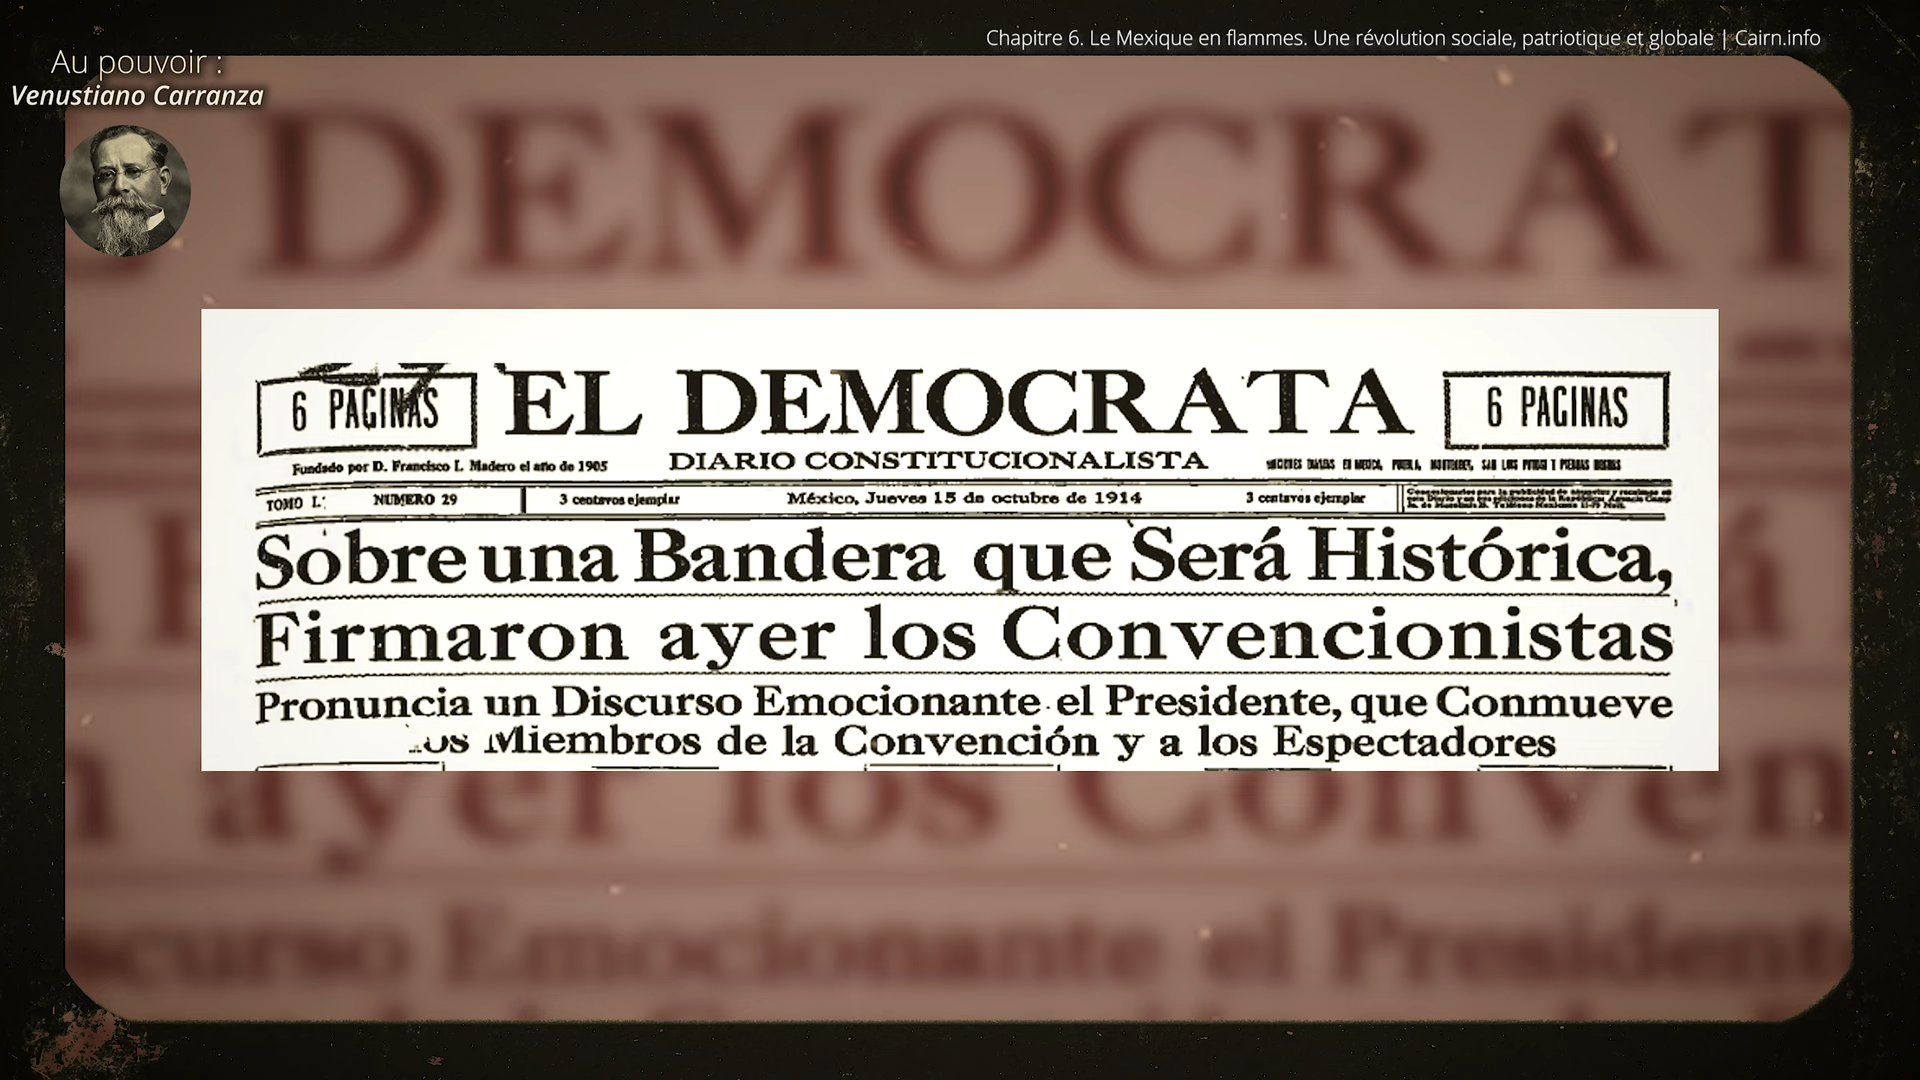 Chapitre 6. Le Mexique en flammes. Une révolution sociale, patriotique et globale | Cairn.info
Au pouvoir :
Venustiano Carranza
6 PAGINAS
EL DEMOCRATA
6 PAGINAS
Fundado por D. Francisco I. Madero el año de 1905
DIARIO CONSTITUCIONALISTA
TOMO I.
NUMERO 29
3 centavos ejemplar
México, Jueves 15 de octubre de 1914
3 centavos ejemplar
Sobre una Bandera que Será Histórica,
Firmaron ayer los Convencionistas
Pronuncia un Discurso Emocionante el Presidente, que Conmueve
los Miembros de la Convención y a los Espectadores